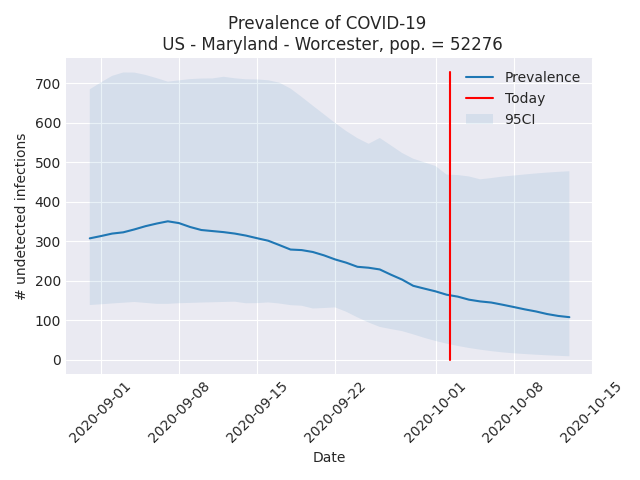 Prevalence of COVID-19
US - Maryland - Worcester, pop. = 52276
Prevalence
Today
95CI
# undetected infections
700
600
500
400
300
200
100
0
2020-09-01
2020-09-08
2020-09-15
2020-09-22
2020-10-01
2020-10-08
2020-10-15
Date